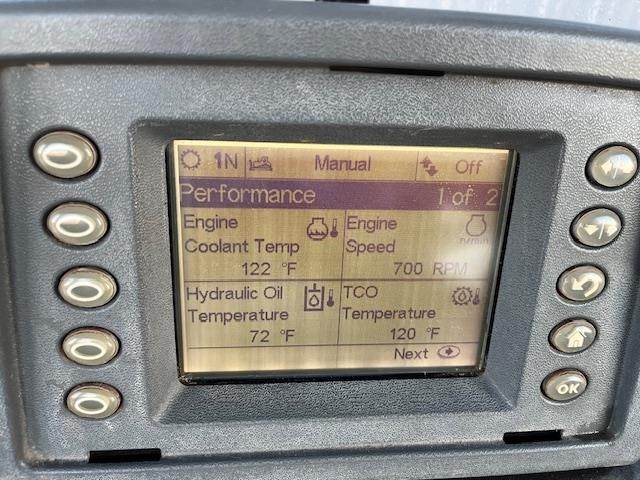 1N Manual Off
Performance 1 of 2
Engine Engine
Coolant Temp Speed
n/min
122 °F 700 RPM
Hydraulic Oil TCO
Temperature Temperature
72 °F 120 °F
Next
OK